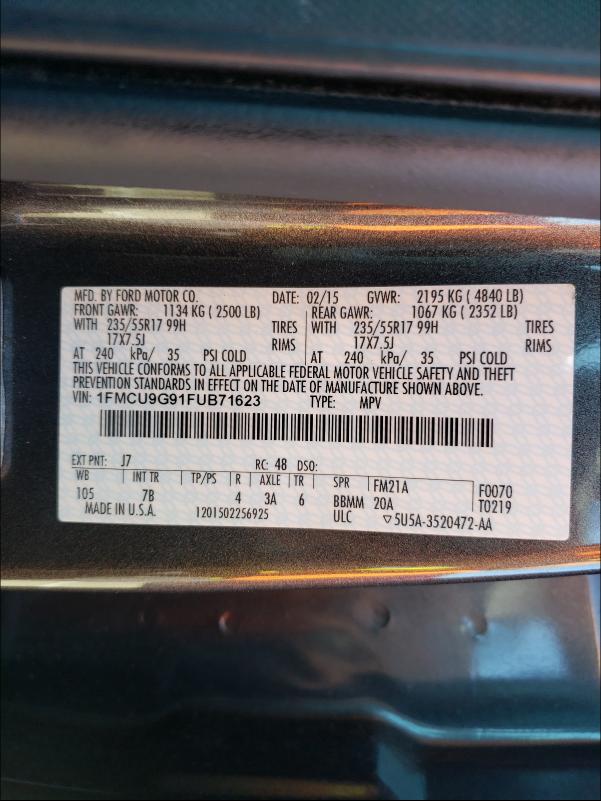 MFD. BY FORD MOTOR CO. DATE: 02/15 GVWR: 2195 KG ( 4840 LB)
FRONT GAWR: 1134 KG ( 2500 LB) REAR GAWR: 1067 KG ( 2352 LB)
WITH 235/55R17 99H TIRES WITH 235/55R17 99H TIRES
17X7.5J RIMS 17X7.5J RIMS
AT 240 kPa/ 35 PSI COLD AT 240 kPa/ 35 PSI COLD
THIS VEHICLE CONFORMS TO ALL APPLICABLE FEDERAL MOTOR VEHICLE SAFETY AND THEFT
PREVENTION STANDARDS IN EFFECT ON THE DATE OF MANUFACTURE SHOWN ABOVE.
VIN: 1FMCU9G91FUB71623 TYPE: MPV
EXT PNT: J7 RC: 48 DSO:
WB INT TR TP/PS R AXLE TR SPR FM21A F0070
105 7B 4 3A 6 BBMM 20A T0219
MADE IN U.S.A. 1201502256925 ULC ▽5U5A-3520472-AA